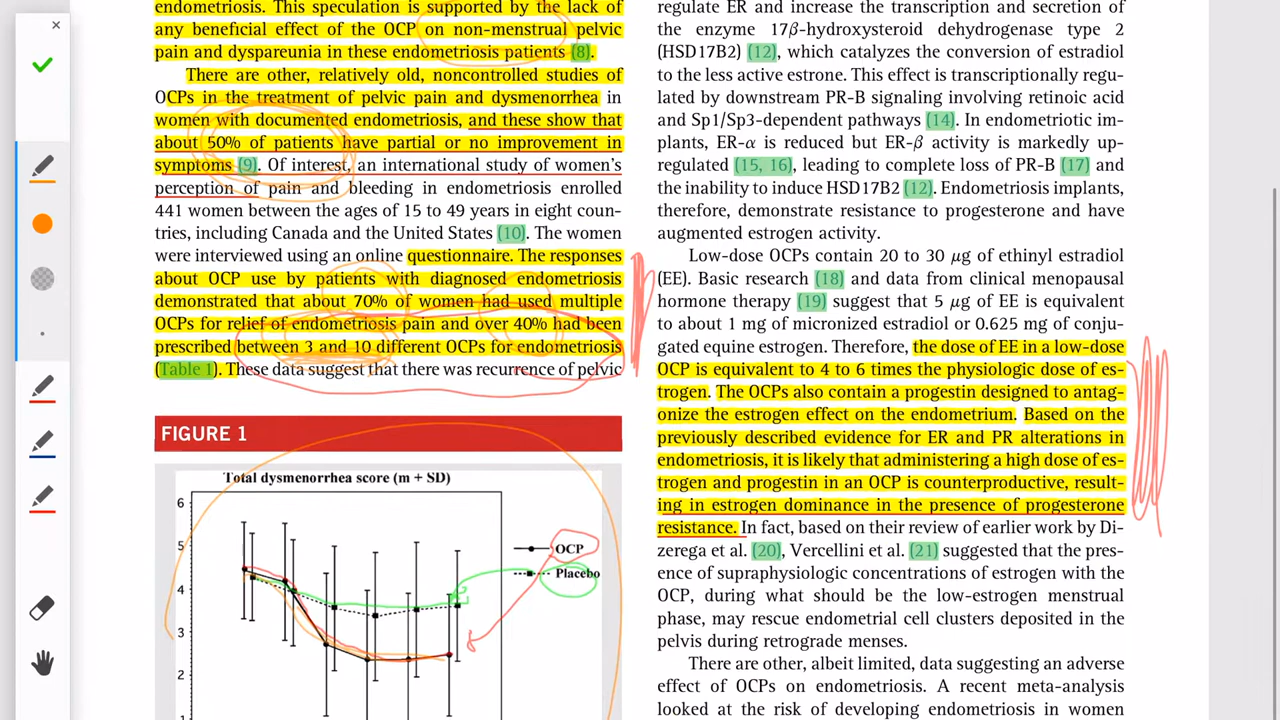 endometriosis. This speculation is supported by the lack of
any beneficial effect of the OCP on non-menstrual pelvic
pain and dyspareunia in these endometriosis patients (8).
There are other, relatively old, noncontrolled studies of
OCPs in the treatment of pelvic pain and dysmenorrhea in
women with documented endometriosis, and these show that
about 50% of patients have partial or no improvement in
symptoms (9). Of interest, an international study of women's
perception of pain and bleeding in endometriosis enrolled
441 women between the ages of 15 to 49 years in eight coun-
tries, including Canada and the United States (10). The women
were interviewed using an online questionnaire. The responses
about OCP use by patients with diagnosed endometriosis
demonstrated that about 70% of women had used multiple
OCPs for relief of endometriosis pain and over 40% had been
prescribed between 3 and 10 different OCPs for endometriosis
(Table 1). These data suggest that there was recurrence of pelvic
FIGURE 1
Total dysmenorrhea score (m + SD)
6
5
4
3
2
1
OCP
Placebo
regulate ER and increase the transcription and secretion of
the enzyme 17β-hydroxysteroid dehydrogenase type 2
(HSD17B2) (12), which catalyzes the conversion of estradiol
to the less active estrone. This effect is transcriptionally regu-
lated by downstream PR-B signaling involving retinoic acid
and Sp1/Sp3-dependent pathways (14). In endometriotic im-
plants, ER-α is reduced but ER-β activity is markedly up-
regulated (15, 16), leading to complete loss of PR-B (17) and
the inability to induce HSD17B2 (12). Endometriosis implants,
therefore, demonstrate resistance to progesterone and have
augmented estrogen activity.
Low-dose OCPs contain 20 to 30 μg of ethinyl estradiol
(EE). Basic research (18) and data from clinical menopausal
hormone therapy (19) suggest that 5 μg of EE is equivalent
to about 1 mg of micronized estradiol or 0.625 mg of conju-
gated equine estrogen. Therefore, the dose of EE in a low-dose
OCP is equivalent to 4 to 6 times the physiologic dose of es-
trogen. The OCPs also contain a progestin designed to antag-
onize the estrogen effect on the endometrium. Based on the
previously described evidence for ER and PR alterations in
endometriosis, it is likely that administering a high dose of es-
trogen and progestin in an OCP is counterproductive, result-
ing in estrogen dominance in the presence of progesterone
resistance. In fact, based on their review of earlier work by Di-
zerega et al. (20), Vercellini et al. (21) suggested that the pres-
ence of supraphysiologic concentrations of estrogen with the
OCP, during what should be the low-estrogen menstrual
phase, may rescue endometrial cell clusters deposited in the
pelvis during retrograde menses.
There are other, albeit limited, data suggesting an adverse
effect of OCPs on endometriosis. A recent meta-analysis
looked at the risk of developing endometriosis in women